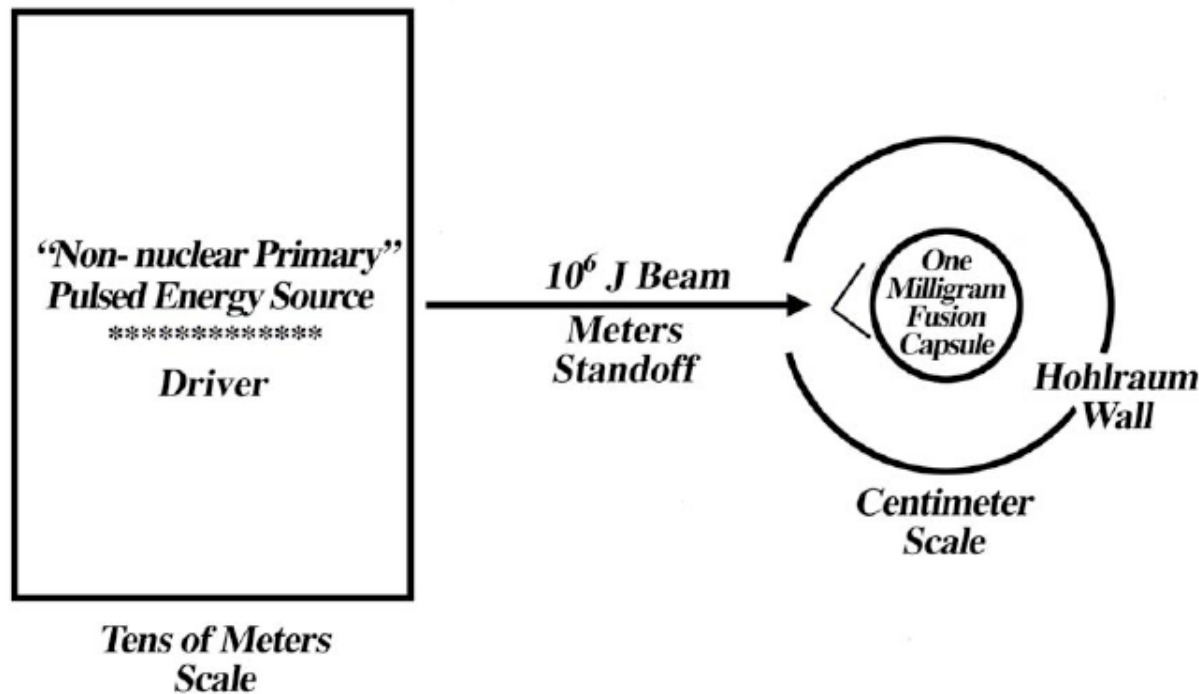 “Non- nuclear Primary”
Pulsed Energy Source
*************
Driver
Tens of Meters
Scale
10⁶ J Beam
Meters
Standoff
One
Milligram
Fusion
Capsule
Hohlraum
Wall
Centimeter
Scale